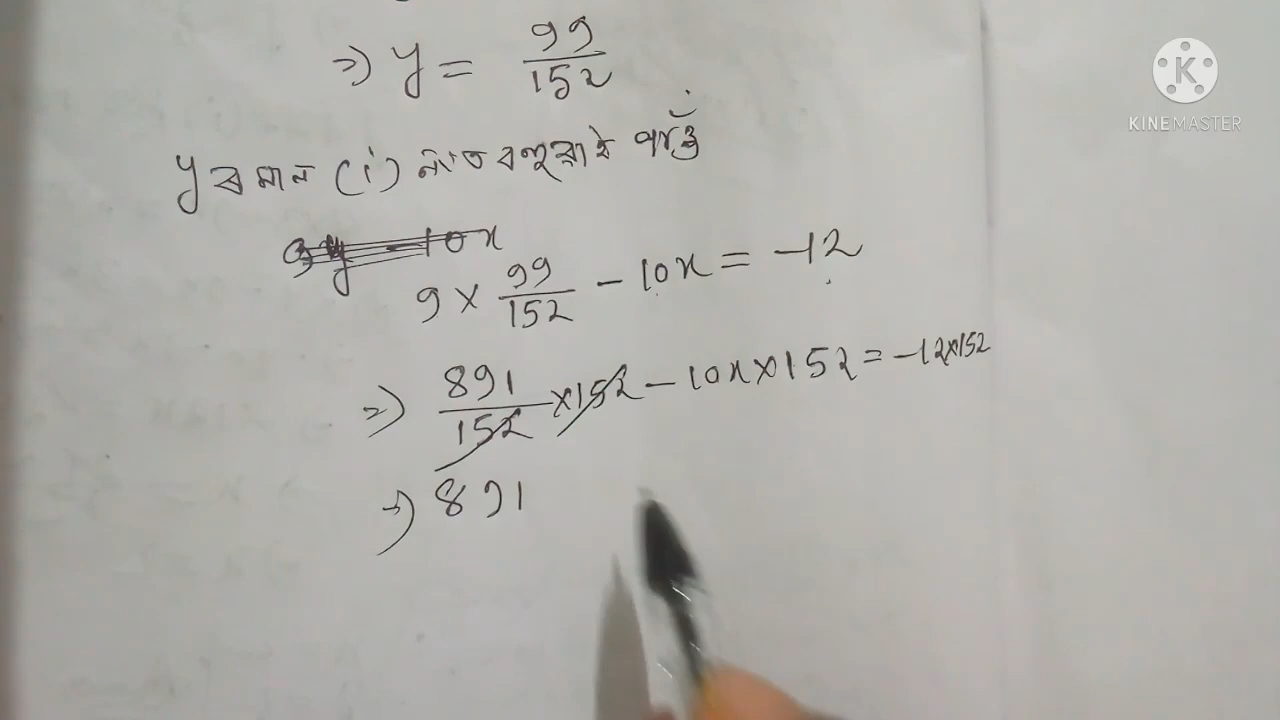 ⇒ y = 99/152
KINEMASTER
y ৰ মান (i) নংত বহুৱাই পাওঁ
9 × 99/152 - 10x = -12
⇒ 891/152 × 152 - 10x × 152 = -12 × 152
⇒ 891